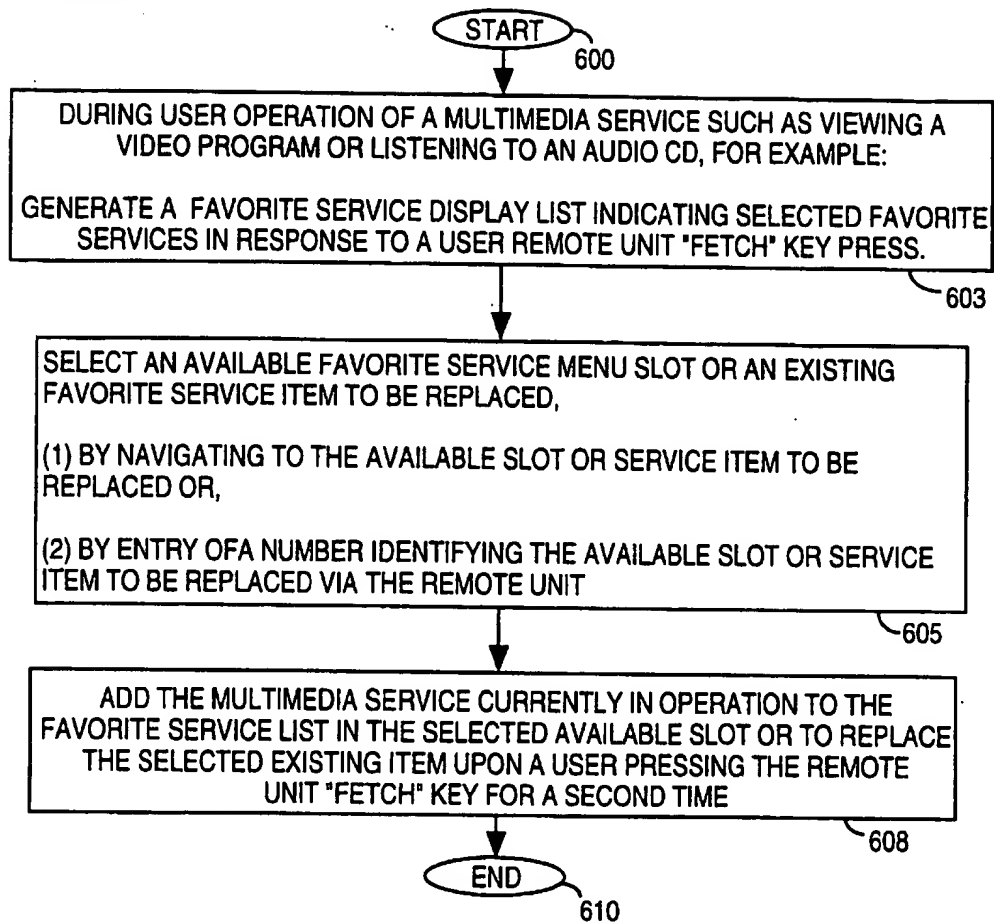 START
600
DURING USER OPERATION OF A MULTIMEDIA SERVICE SUCH AS VIEWING A
VIDEO PROGRAM OR LISTENING TO AN AUDIO CD, FOR EXAMPLE:
GENERATE A FAVORITE SERVICE DISPLAY LIST INDICATING SELECTED FAVORITE
SERVICES IN RESPONSE TO A USER REMOTE UNIT "FETCH" KEY PRESS.
603
SELECT AN AVAILABLE FAVORITE SERVICE MENU SLOT OR AN EXISTING
FAVORITE SERVICE ITEM TO BE REPLACED,
(1) BY NAVIGATING TO THE AVAILABLE SLOT OR SERVICE ITEM TO BE
REPLACED OR,
(2) BY ENTRY OFA NUMBER IDENTIFYING THE AVAILABLE SLOT OR SERVICE
ITEM TO BE REPLACED VIA THE REMOTE UNIT
605
ADD THE MULTIMEDIA SERVICE CURRENTLY IN OPERATION TO THE
FAVORITE SERVICE LIST IN THE SELECTED AVAILABLE SLOT OR TO REPLACE
THE SELECTED EXISTING ITEM UPON A USER PRESSING THE REMOTE
UNIT "FETCH" KEY FOR A SECOND TIME
608
END
610